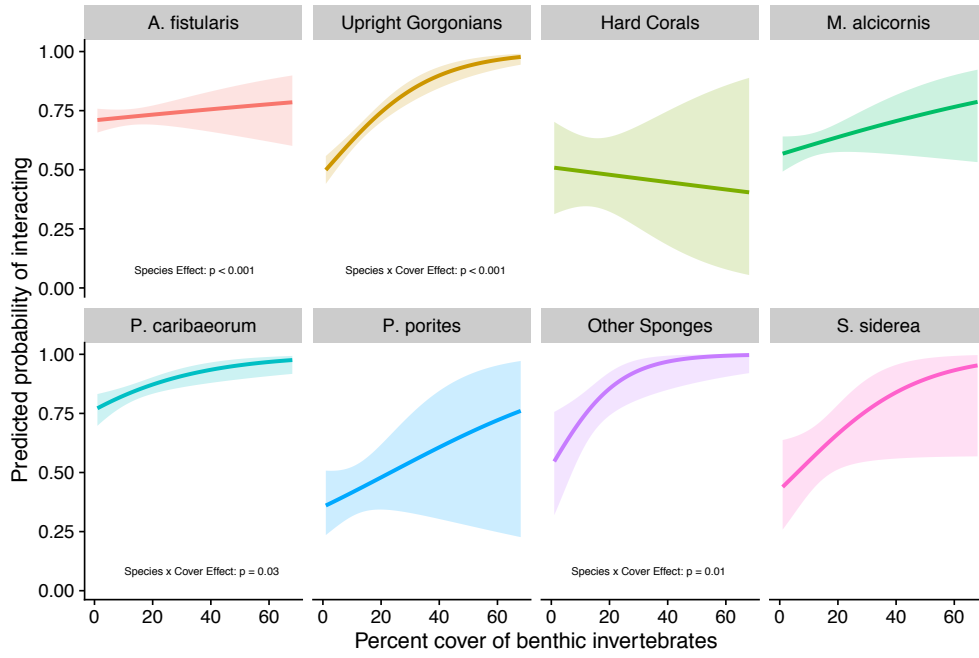 A. fistularis
Upright Gorgonians
Hard Corals
M. alcicornis
1.00
0.75
0.50
0.25
0.00
Species Effect: p < 0.001
Species x Cover Effect: p < 0.001
Predicted probability of interacting
P. caribaeorum
P. porites
Other Sponges
S. siderea
1.00
0.75
0.50
0.25
0.00
Species x Cover Effect: p = 0.03
Species x Cover Effect: p = 0.01
0 20 40 60
0 20 40 60
0 20 40 60
0 20 40 60
Percent cover of benthic invertebrates